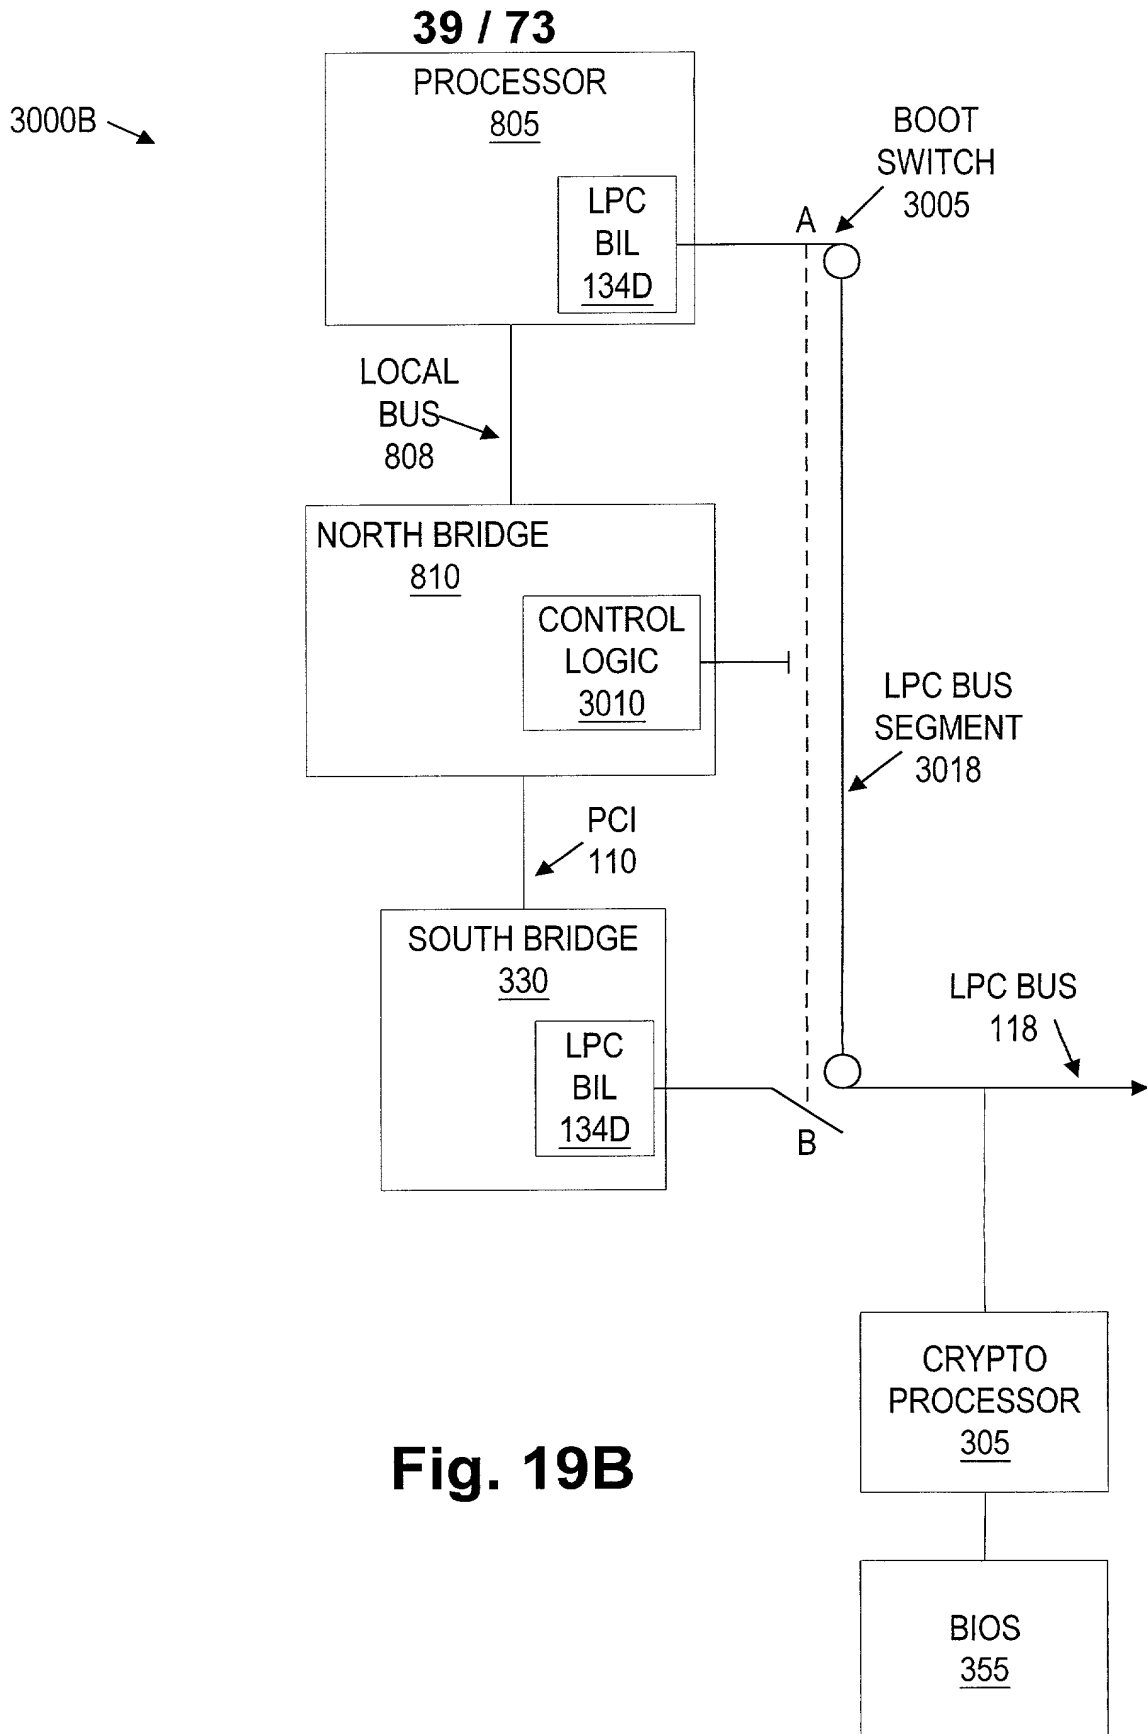 39 / 73
PROCESSOR
805
3000B
BOOT
SWITCH
3005
LPC
BIL
134D
A
LOCAL
BUS
808
NORTH BRIDGE
810
CONTROL
LOGIC
3010
LPC BUS
SEGMENT
3018
PCI
110
SOUTH BRIDGE
330
LPC BUS
118
LPC
BIL
134D
B
CRYPTO
PROCESSOR
305
Fig. 19B
BIOS
355